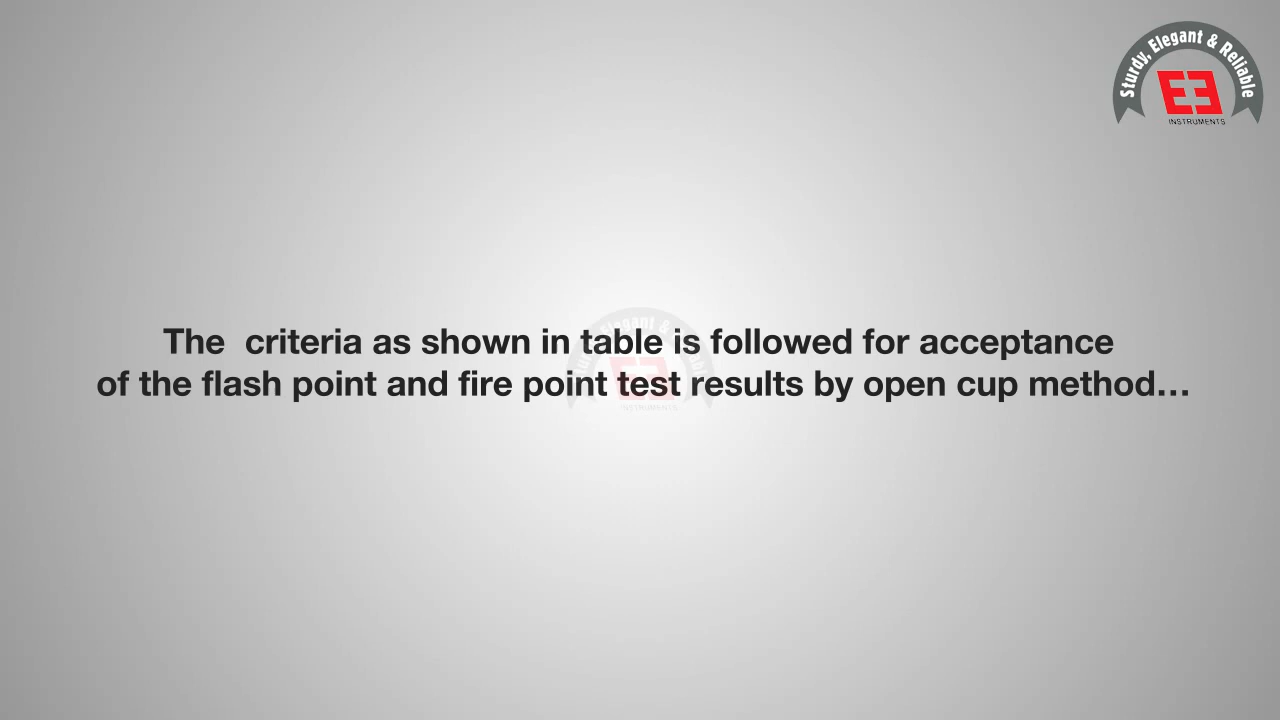 Sturdy, Elegant & Reliable
EE
INSTRUMENTS
The  criteria as shown in table is followed for acceptance
of the flash point and fire point test results by open cup method…